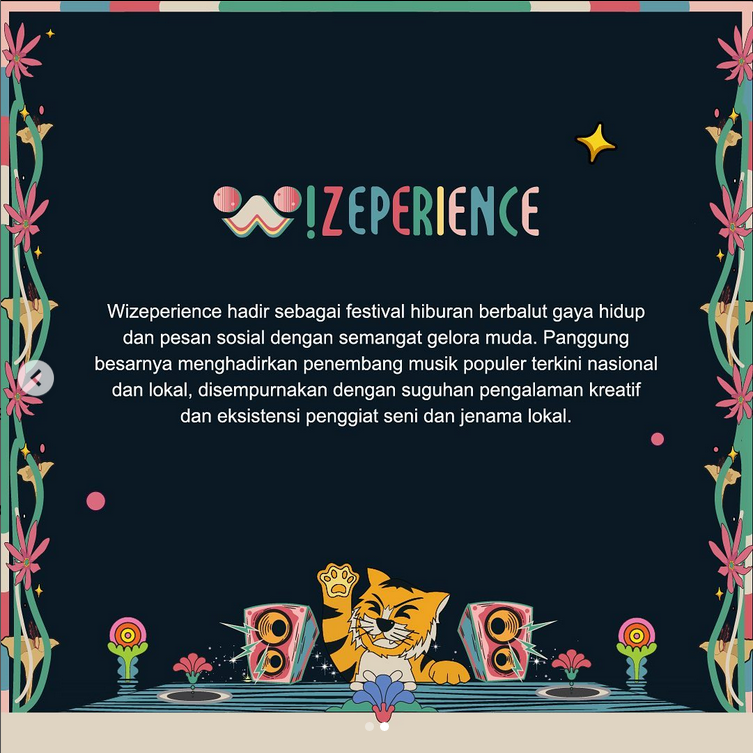 W!ZEPERIENCE
Wizeperience hadir sebagai festival hiburan berbalut gaya hidup
dan pesan sosial dengan semangat gelora muda. Panggung
besarnya menghadirkan penembang musik populer terkini nasional
dan lokal, disempurnakan dengan suguhan pengalaman kreatif
dan eksistensi penggiat seni dan jenama lokal.